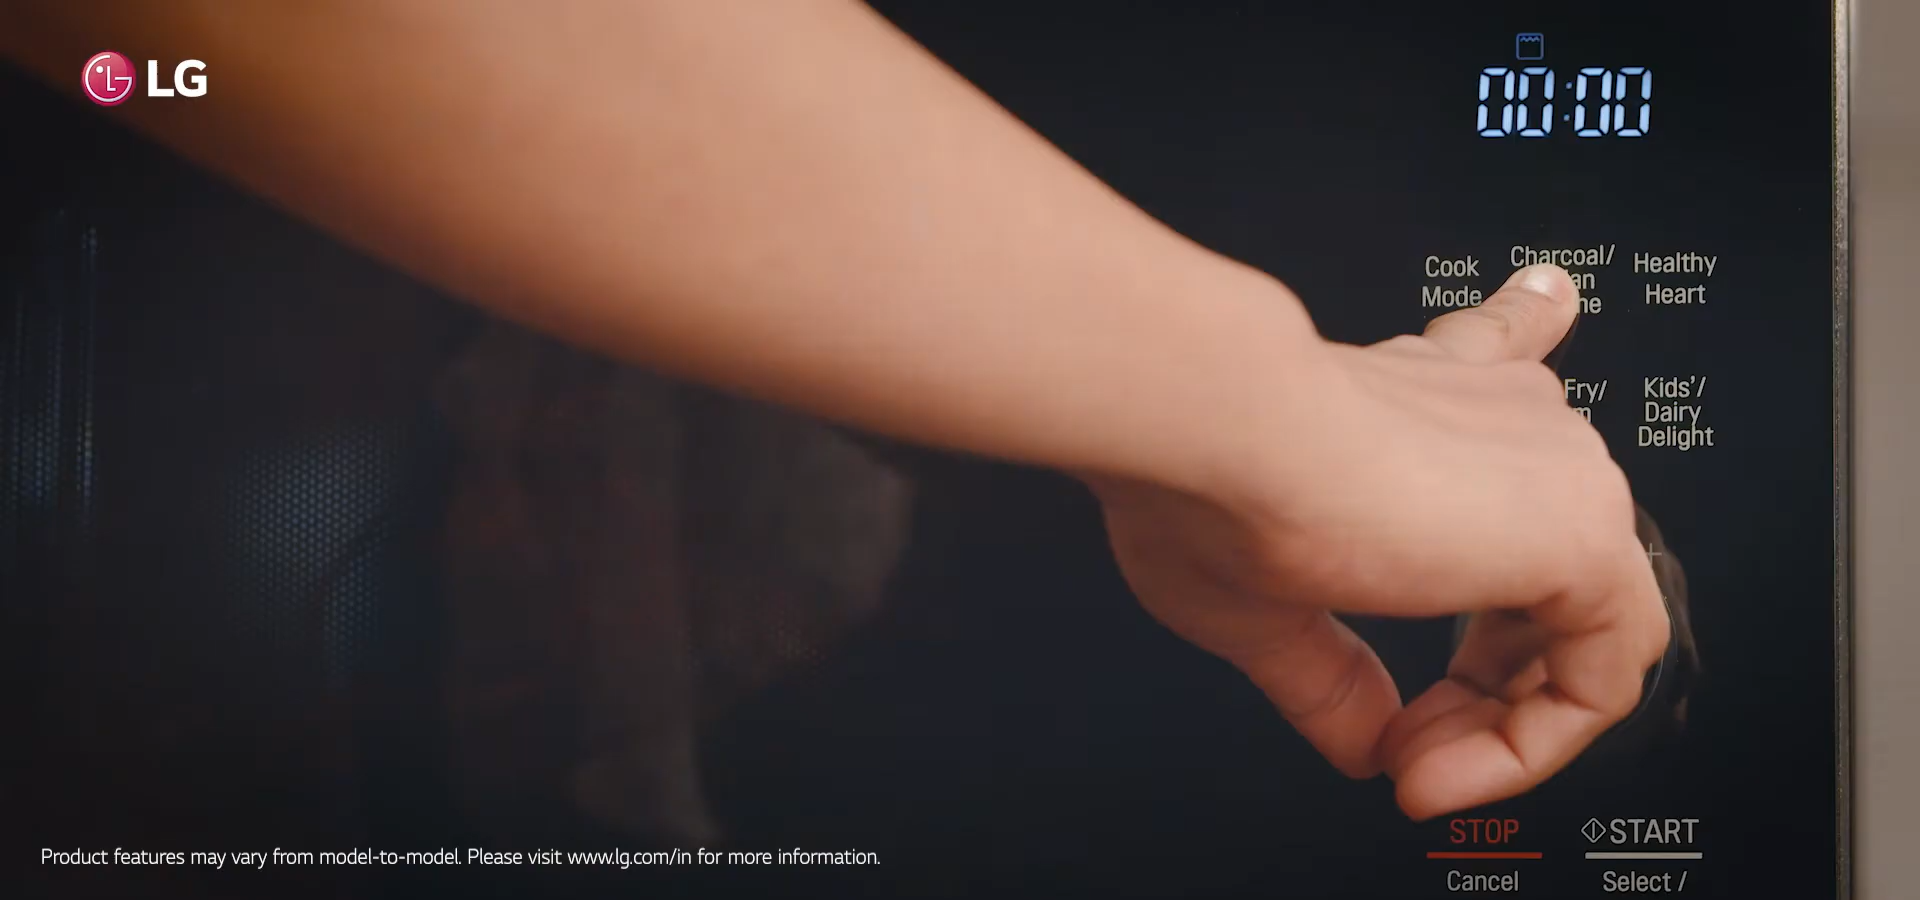 LG
00:00
Cook
Mode
Charcoal/
Healthy
Heart
Fry/
Kids'/
Dairy
Delight
+
STOP
START
Cancel
Select /
Product features may vary from model-to-model. Please visit www.lg.com/in for more information.